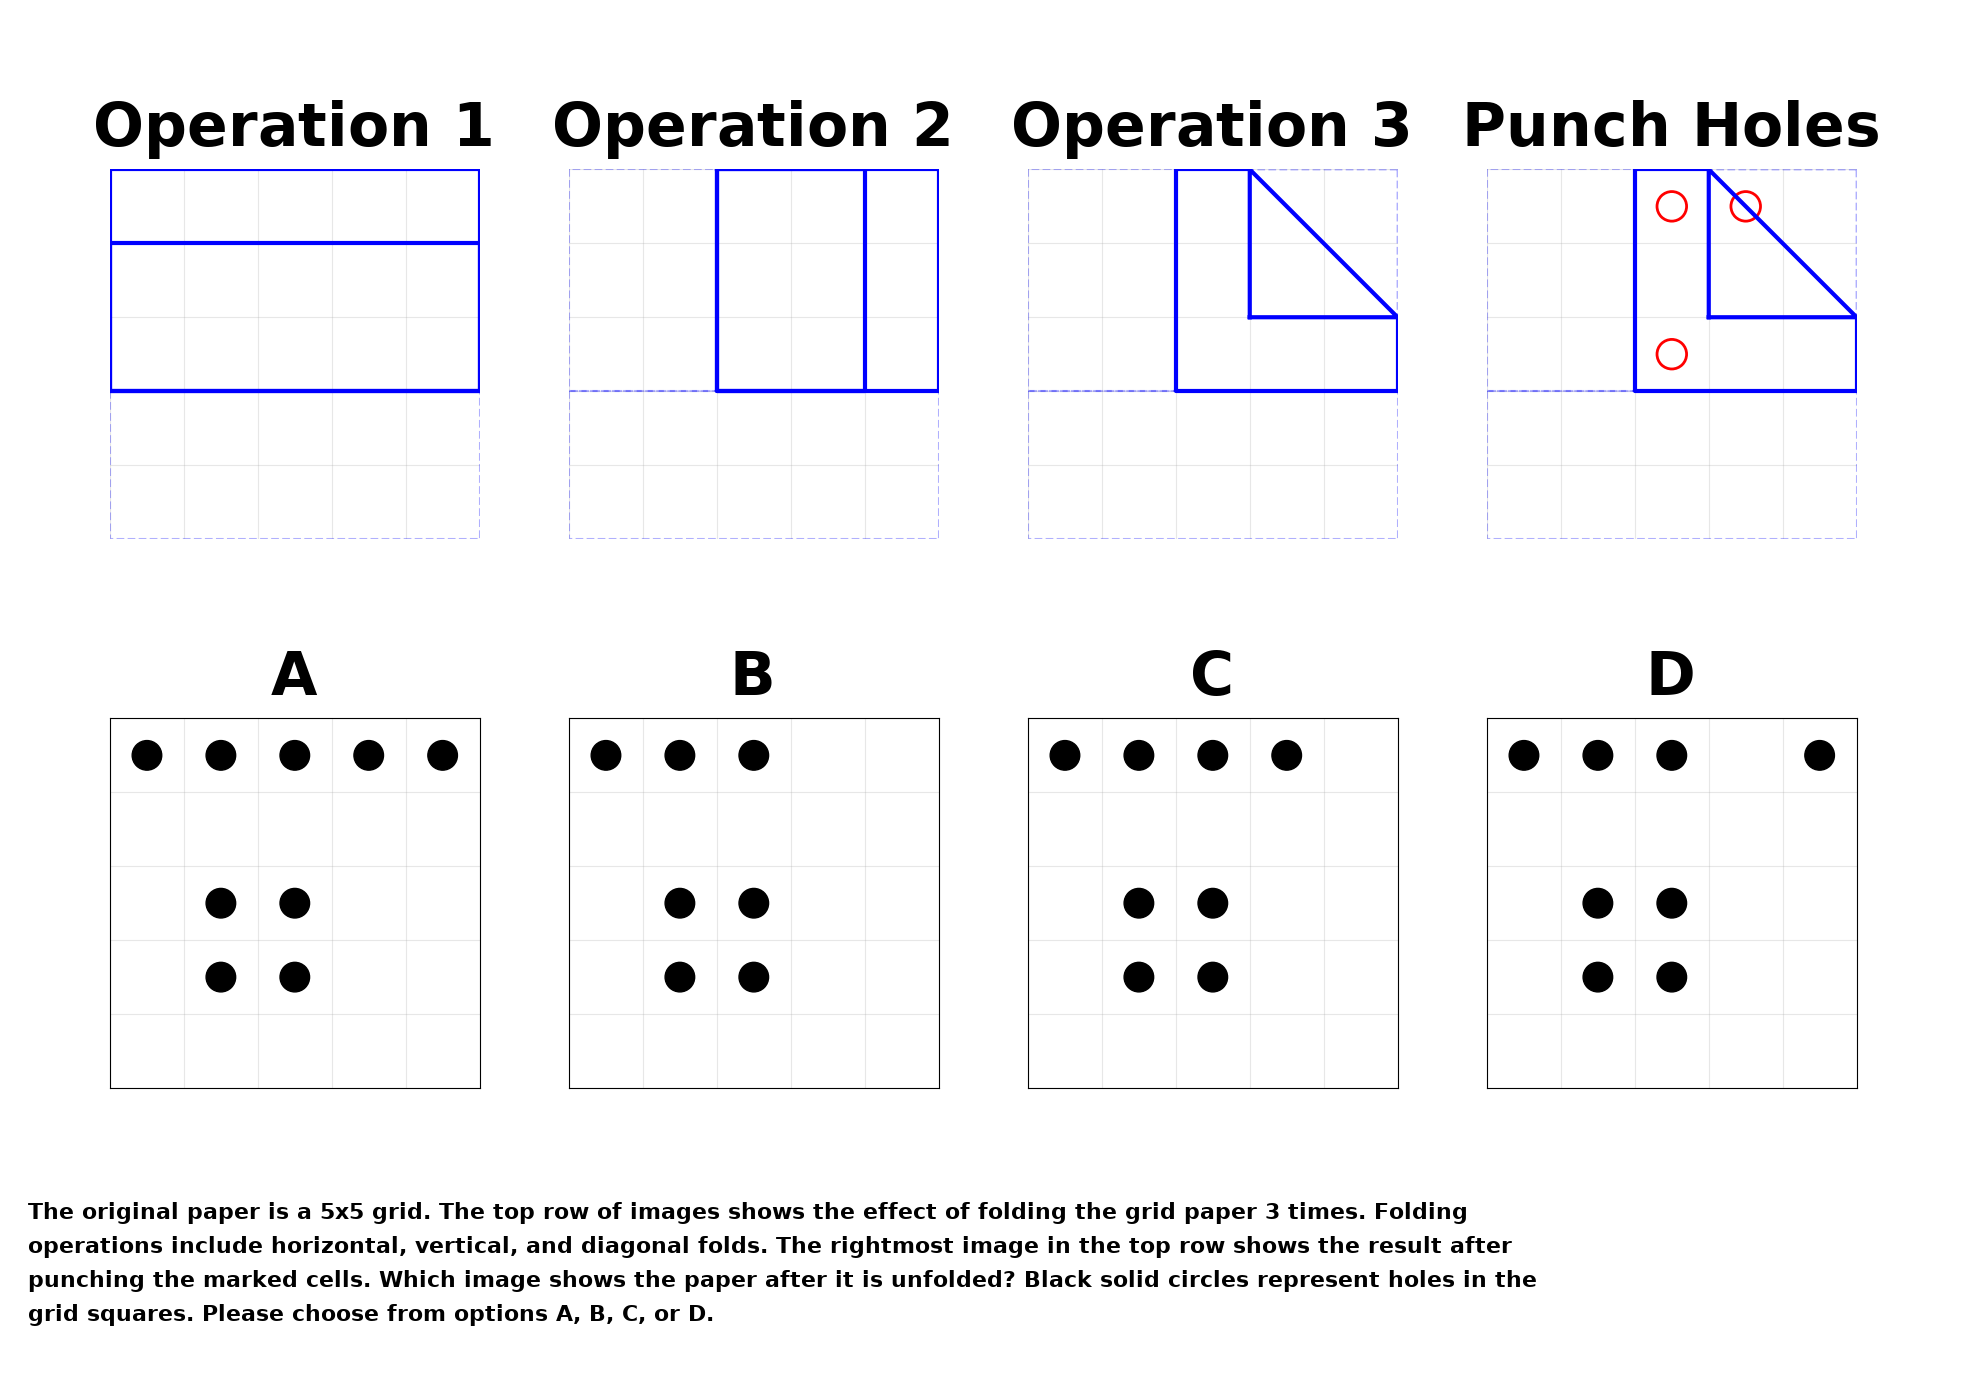 Operation 1 Operation 2 Operation 3 Punch Holes
A B C D
The original paper is a 5x5 grid. The top row of images shows the effect of folding the grid paper 3 times. Folding
operations include horizontal, vertical, and diagonal folds. The rightmost image in the top row shows the result after
punching the marked cells. Which image shows the paper after it is unfolded? Black solid circles represent holes in the
grid squares. Please choose from options A, B, C, or D.